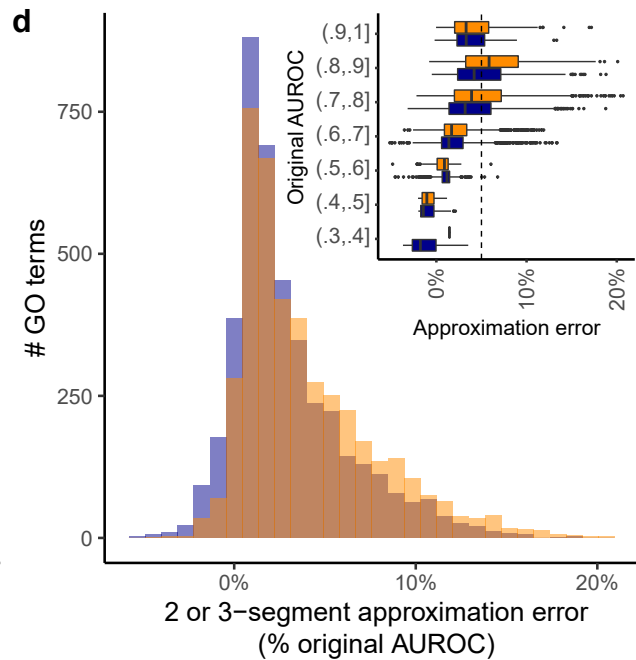 d
Original AUROC
(.9,1]
(.8,.9]
(.7,.8]
(.6,.7]
(.5,.6]
(.4,.5]
(.3,.4]
0%
10%
20%
Approximation error
# GO terms
750
500
250
0
0%
10%
20%
2 or 3−segment approximation error
(% original AUROC)